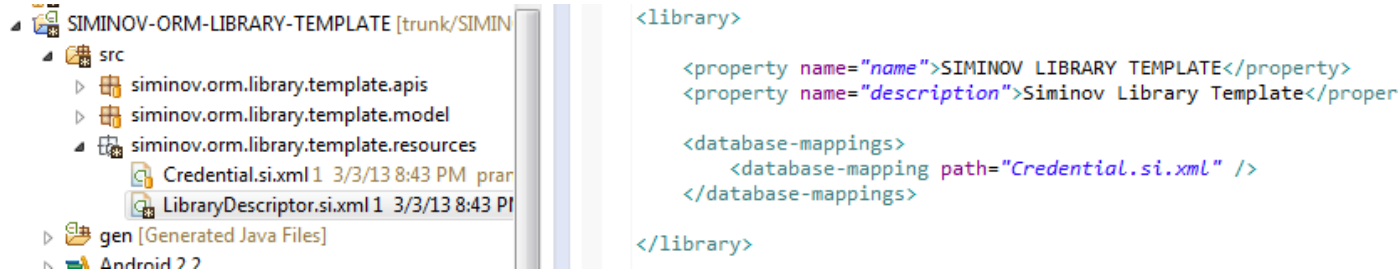 SIMINOV-ORM-LIBRARY-TEMPLATE [trunk/SIMIN
src
siminov.orm.library.template.apis
siminov.orm.library.template.model
siminov.orm.library.template.resources
Credential.si.xml 1 3/3/13 8:43 PM pran
LibraryDescriptor.si.xml 1 3/3/13 8:43 PM
gen [Generated Java Files]
Android 2.2
<library>
<property name="name">SIMINOV LIBRARY TEMPLATE</property>
<property name="description">Siminov Library Template</proper
<database-mappings>
<database-mapping path="Credential.si.xml" />
</database-mappings>
</library>